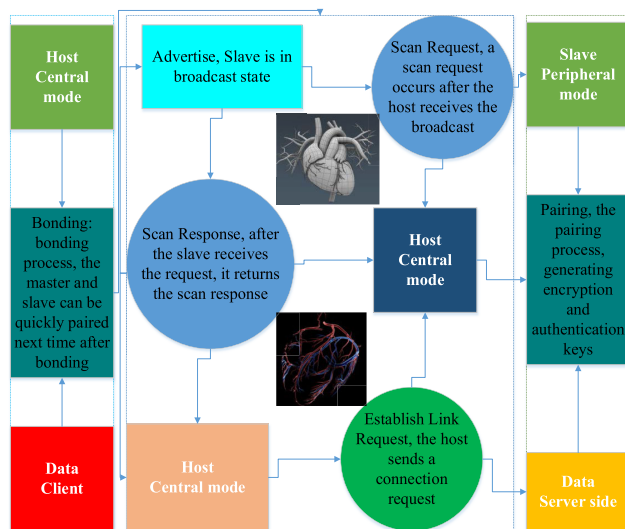 Host
Central
mode
Advertise, Slave is in
broadcast state
Scan Request, a
scan request
occurs after the
host receives the
broadcast
Slave
Peripheral
mode
Bonding:
bonding
process, the
master and
slave can be
quickly paired
next time after
bonding
Scan Response, after
the slave receives
the request, it returns
the scan response
Host
Central
mode
Pairing, the
pairing
process,
generating
encryption
and
authentication
keys
Data
Client
Host
Central mode
Establish Link
Request, the host
sends a
connection
request
Data
Server side